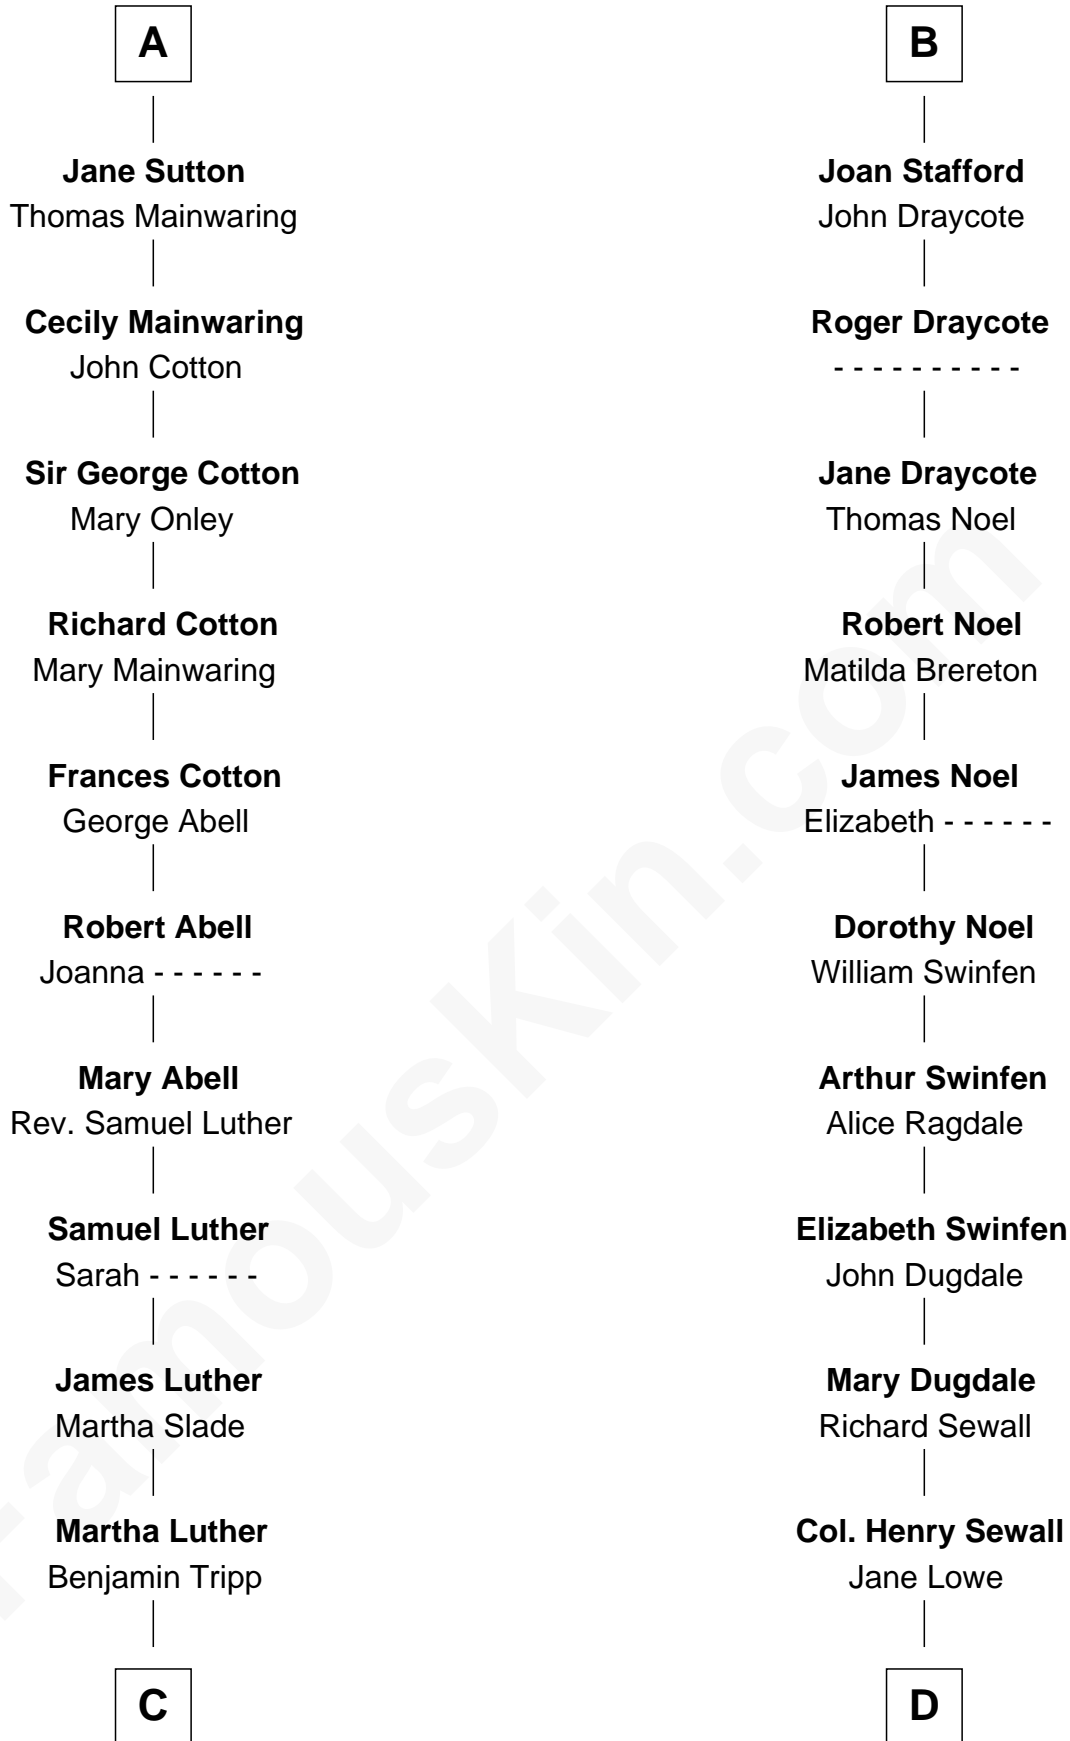 A
Jane Sutton
Thomas Mainwaring
Cecily Mainwaring
John Cotton
Sir George Cotton
Mary Onley
Richard Cotton
Mary Mainwaring
Frances Cotton
George Abell
Robert Abell
Joanna - - - - - -
Mary Abell
Rev. Samuel Luther
Samuel Luther
Sarah - - - - - -
James Luther
Martha Slade
Martha Luther
Benjamin Tripp
C
B
Joan Stafford
John Draycote
Roger Draycote
- - - - - - - - - -
Jane Draycote
Thomas Noel
Robert Noel
Matilda Brereton
James Noel
Elizabeth - - - - - -
Dorothy Noel
William Swinfen
Arthur Swinfen
Alice Ragdale
Elizabeth Swinfen
John Dugdale
Mary Dugdale
Richard Sewall
Col. Henry Sewall
Jane Lowe
D
FamousKin.com